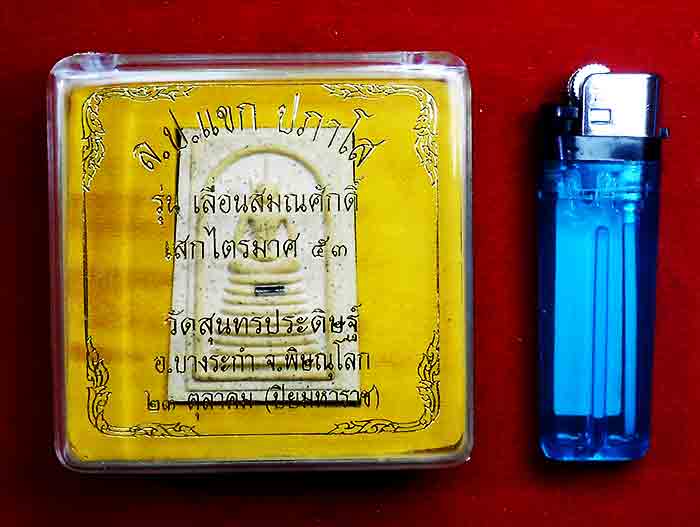 ล.ป.แขก ปภาโส
รุ่น เลื่อนสมณศักดิ์
เสกไตรมาศ ๕๓
วัดสุนทรประดิษฐ์
อ.บางระกำ จ.พิษณุโลก
๒๓ ตุลาคม (ปิยมหาราช)